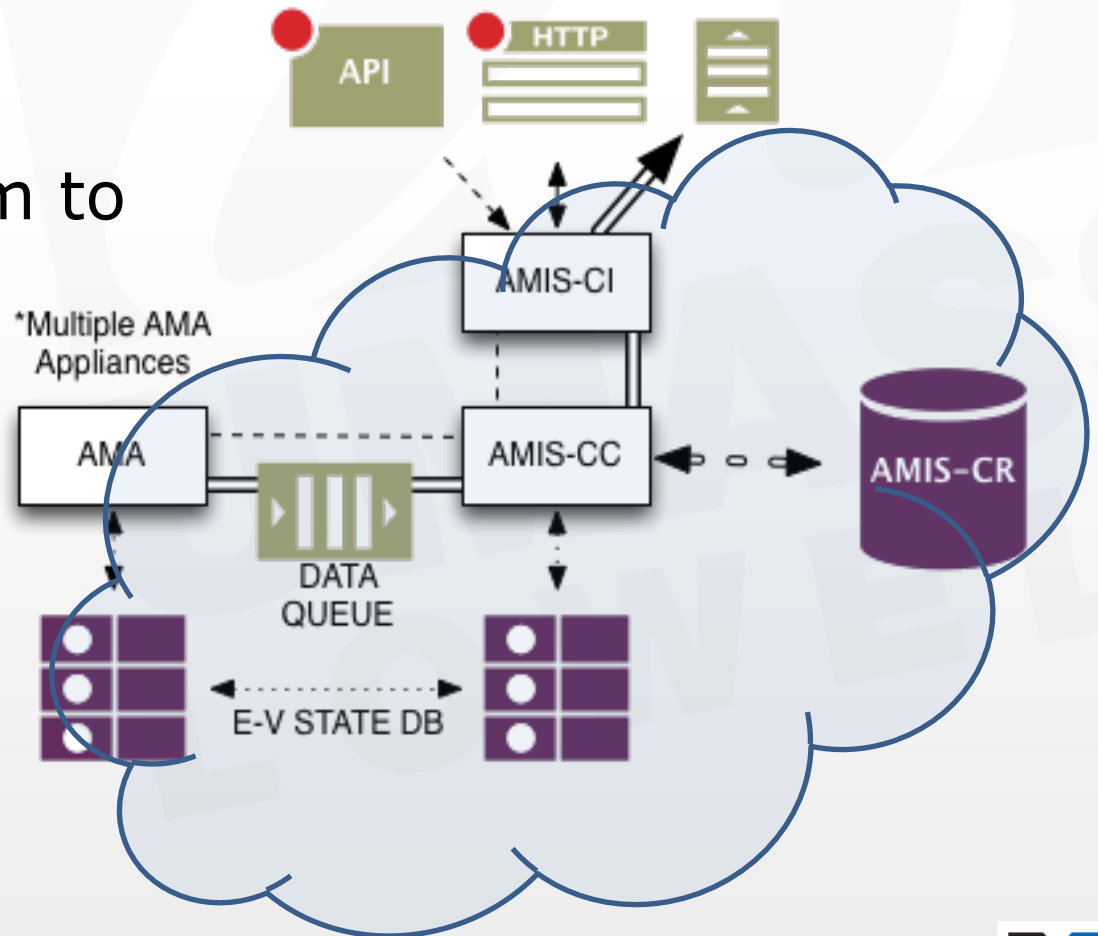 API
HTTP
m to
AMIS-CI
*Multiple AMA
Appliances
AMA
AMIS-CC
AMIS-CR
DATA
QUEUE
E-V STATE DB